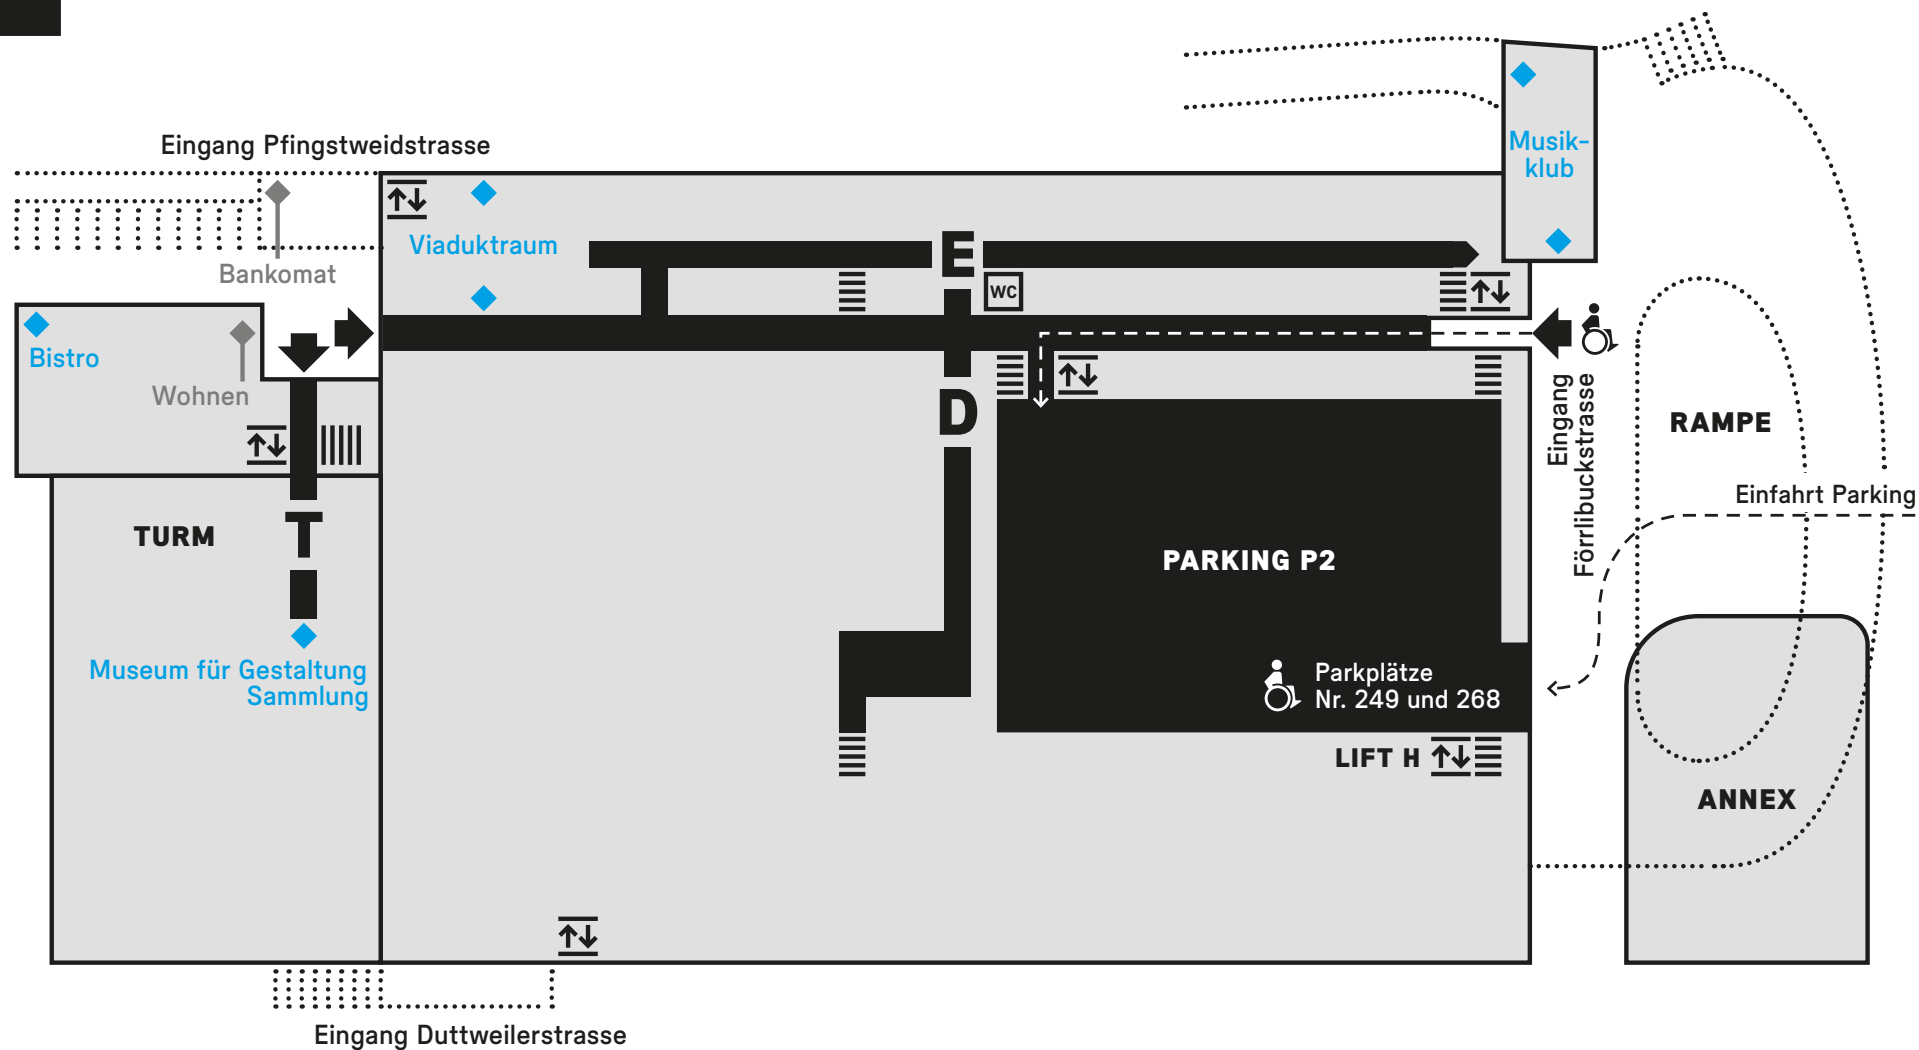 Eingang Pfingstweidstrasse
Musik-
klub
Viaduktraum
E
Bankomat
WC
Bistro
Wohnen
D
Eingang
Förrlibuckstrasse
RAMPE
Einfahrt Parking
TURM
T
PARKING P2
Museum für Gestaltung
Sammlung
Parkplätze
Nr. 249 und 268
LIFT H
ANNEX
Eingang Duttweilerstrasse